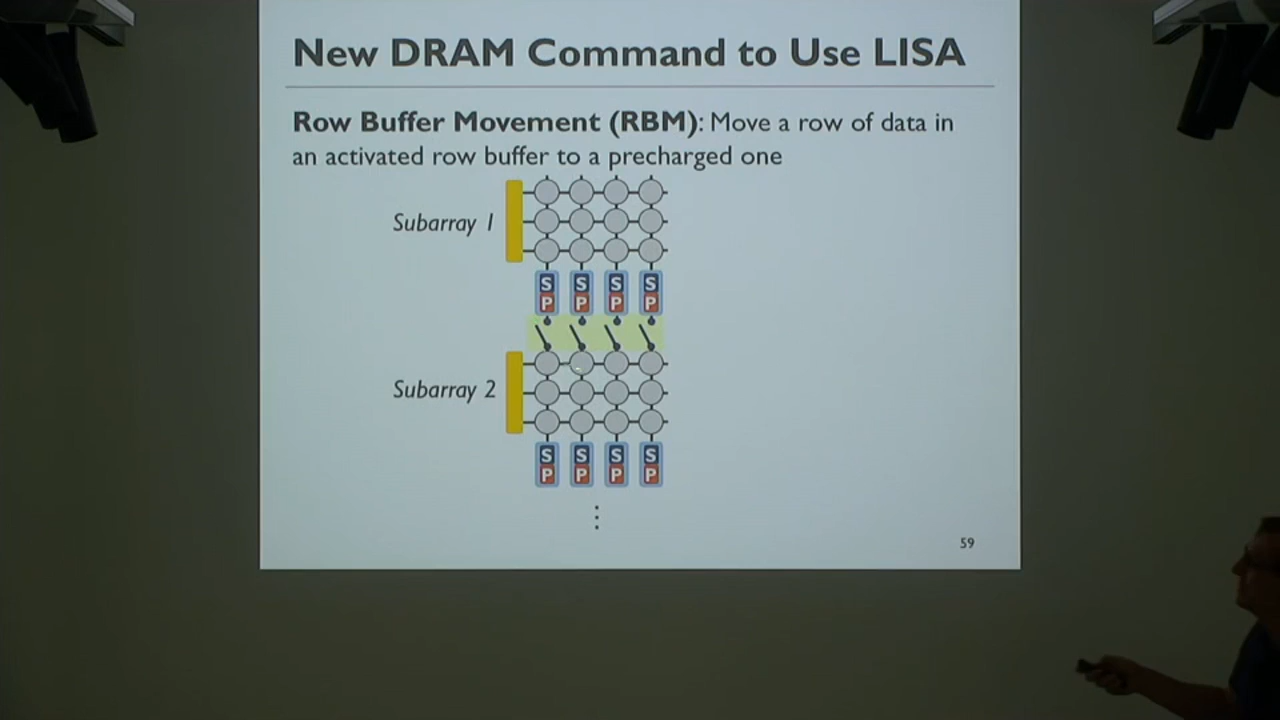 New DRAM Command to Use LISA
Row Buffer Movement (RBM): Move a row of data in
an activated row buffer to a precharged one
Subarray 1
S S S S
P P P P
Subarray 2
S S S S
P P P P
⋮
59